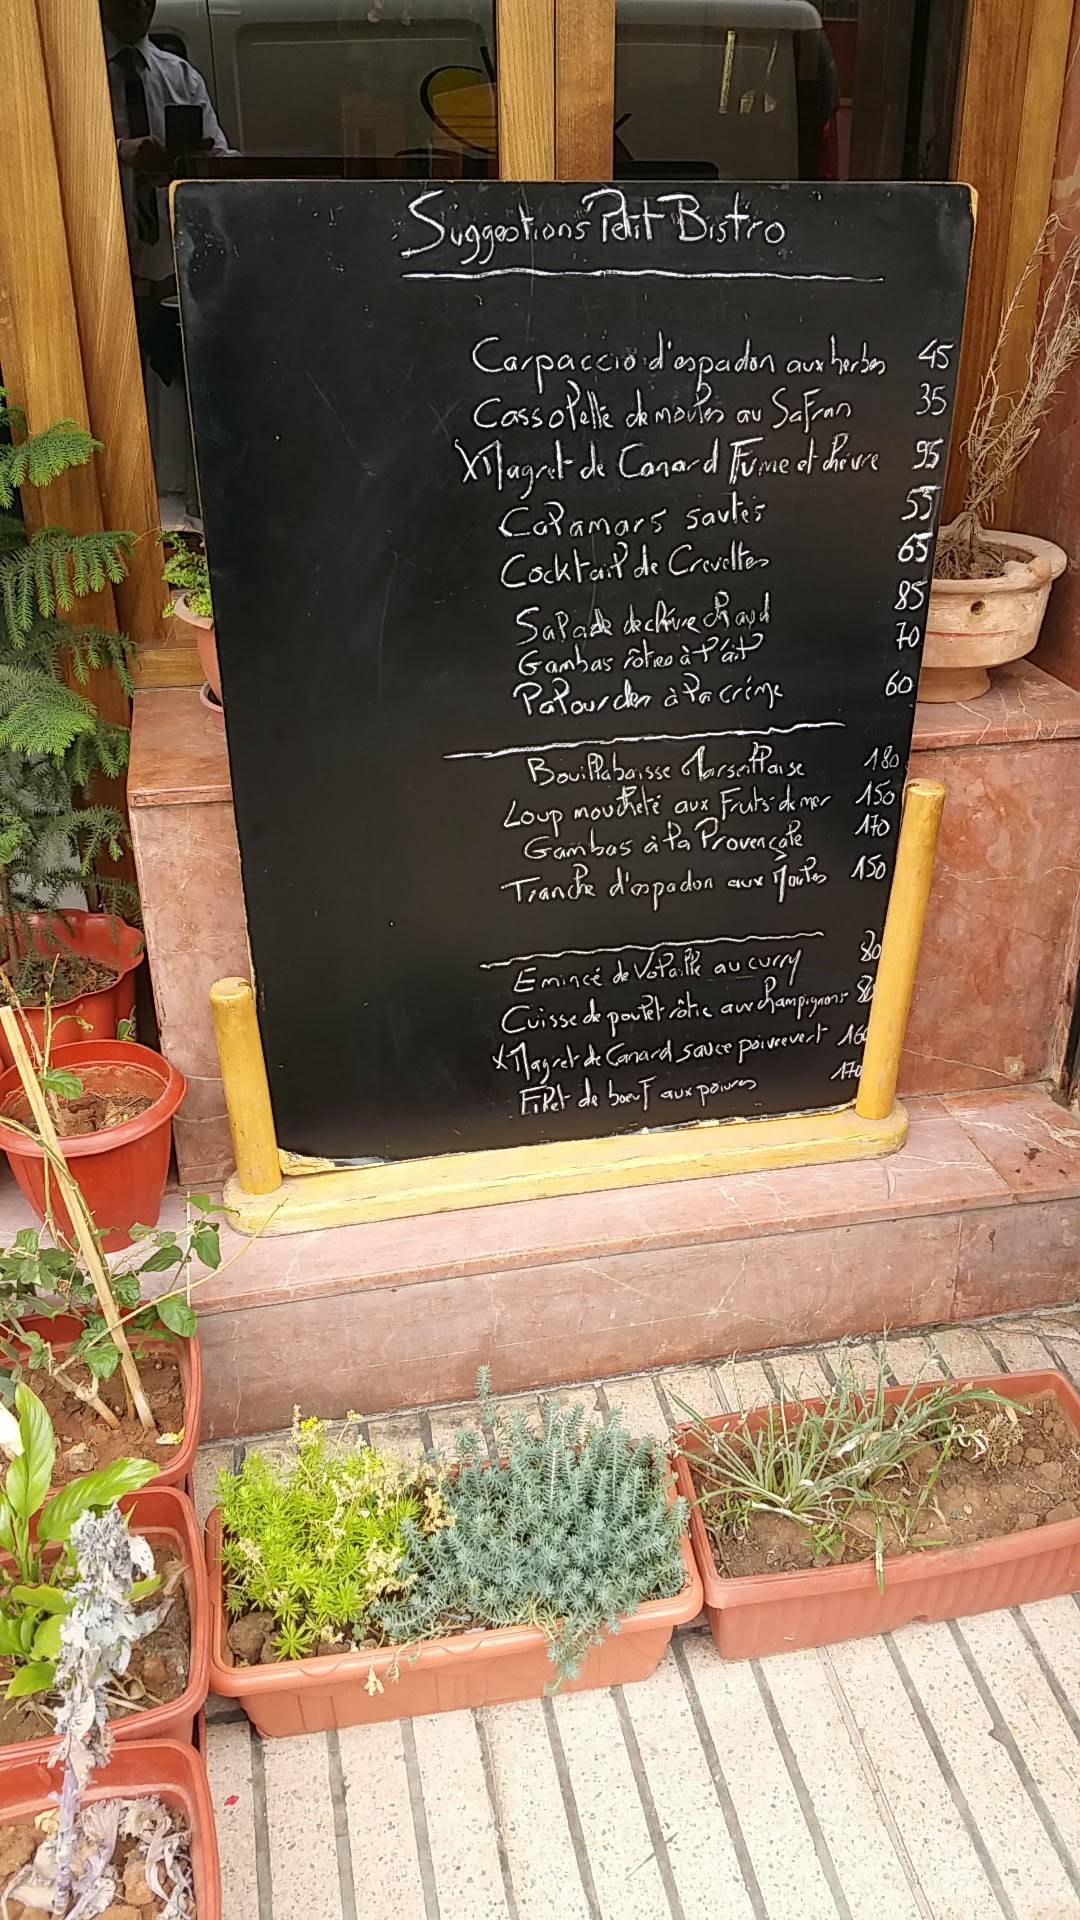 Suggestions Petit Bistro
Carpaccio d'espadon aux herbes 45
Cassolette de moules au Safran 35
X Magret de Canard Fumé et chèvre 95
Calamars sautés 55
Cocktail de Crevettes 65
Salade de chèvre chaud 85
Gambas rôties à l'ail 70
Palourdes à la crème 60
Bouillabaisse Marseillaise 180
Loup moucheté aux Fruits de mer 150
Gambas à la Provençale 170
Tranche d'espadon aux Moules 150
Emincé de Volaille au curry 80
Cuisse de poulet rôtie aux champignons 80
X Magret de Canard sauce poivre vert 160
Filet de boeuf aux poivres 170